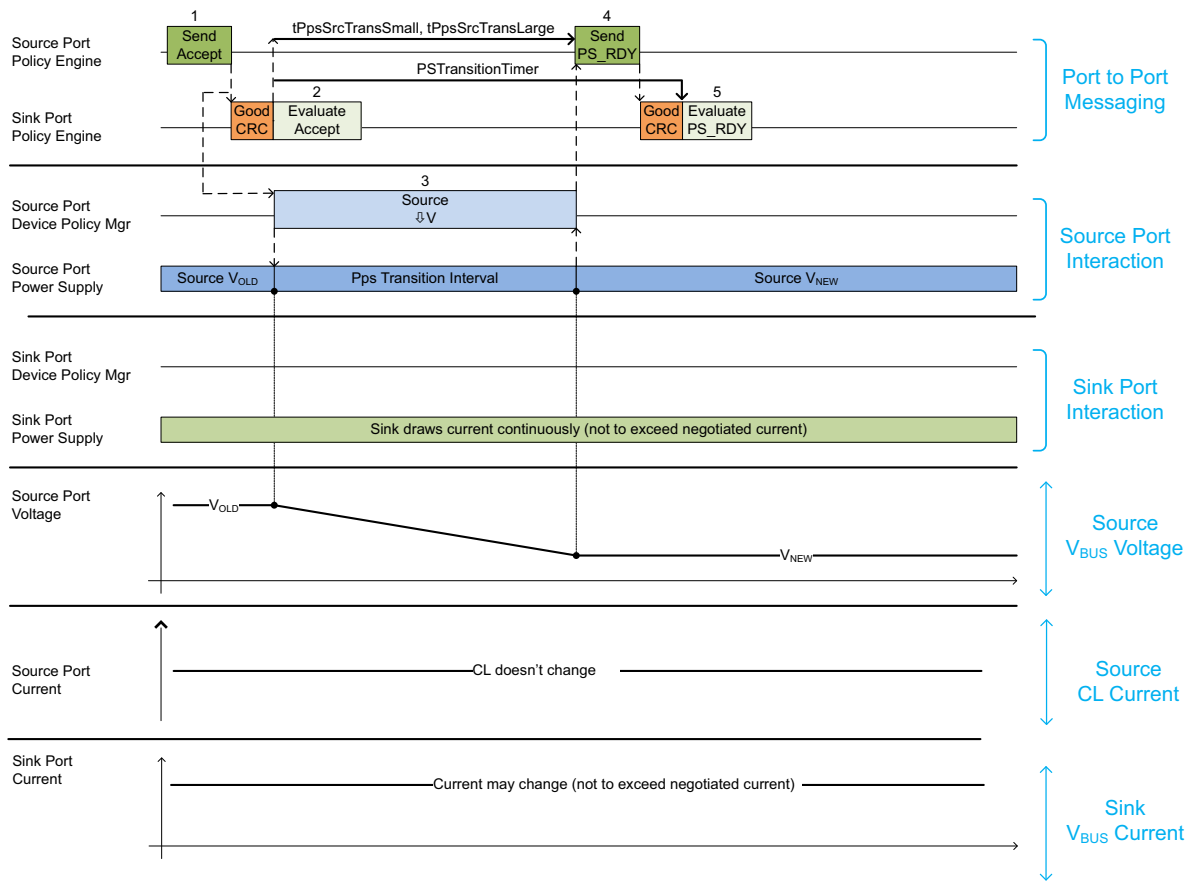 1
4
tPpsSrcTransSmall, tPpsSrcTransLarge
Source Port
Policy Engine
Send
Accept
Send
PS_RDY
PSTransitionTimer
2
5
Sink Port
Policy Engine
Good
CRC
Evaluate
Accept
Good
CRC
Evaluate
PS_RDY
Port to Port
Messaging
3
Source Port
Device Policy Mgr
Source
⇩V
Source Port
Power Supply
Source VOLD
Pps Transition Interval
Source VNEW
Source Port
Interaction
Sink Port
Device Policy Mgr
Sink Port
Power Supply
Sink draws current continuously (not to exceed negotiated current)
Sink Port
Interaction
Source Port
Voltage
VOLD
VNEW
Source
VBUS Voltage
Source Port
Current
CL doesn't change
Source
CL Current
Sink Port
Current
Current may change (not to exceed negotiated current)
Sink
VBUS Current